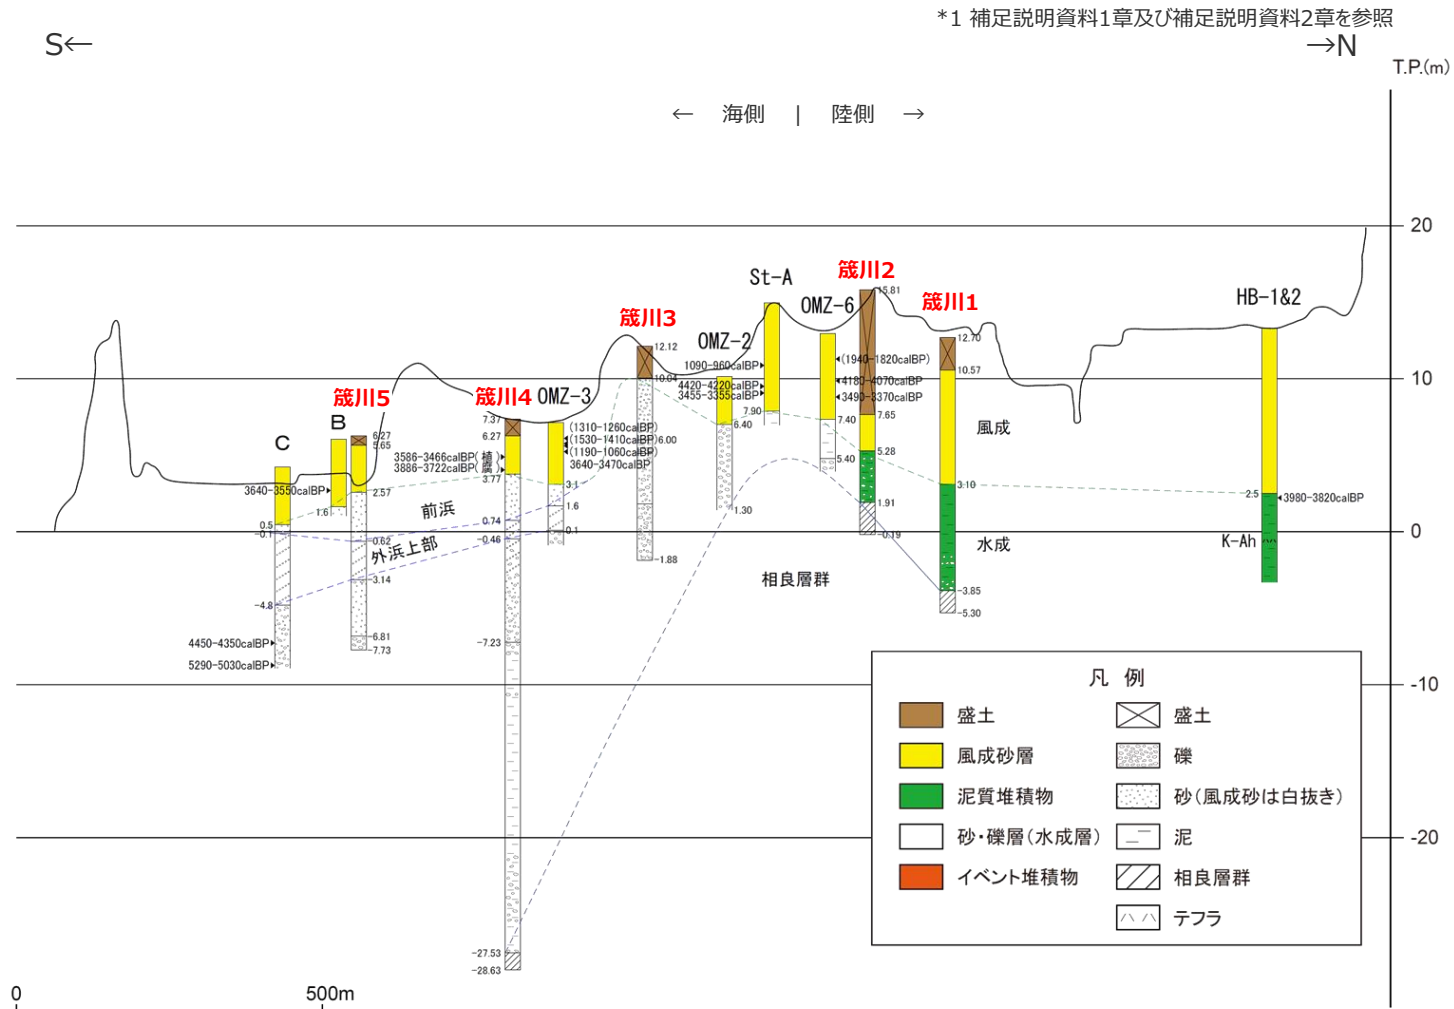 *1 補足説明資料1章及び補足説明資料2章を参照
S←
→N
T.P.(m)
← 海側 | 陸側 →
20
10
0
-10
-20
C
3640-3550calBP
0.5
-0.1
-4.8
4450-4350calBP
5290-5030calBP
B
1.6
筬川5
6.27
5.65
2.57
-0.62
-3.14
-6.81
-7.73
前浜
外浜上部
筬川4
7.37
6.27
3586-3466calBP(植)
3886-3722calBP(腐)
3.77
0.74
-0.46
-7.23
-27.53
-28.63
OMZ-3
(1310-1260calBP)
(1530-1410calBP)6.00
(1190-1060calBP)
3640-3470calBP
3.1
1.6
0.1
筬川3
12.12
10.04
-1.88
OMZ-2
6.40
1.30
St-A
1090-960calBP
4420-4220calBP
3455-3355calBP
7.90
OMZ-6
(1940-1820calBP)
4180-4070calBP
3490-3370calBP
7.40
5.40
筬川2
15.81
7.65
5.28
1.91
-0.19
相良層群
筬川1
12.70
10.57
3.10
-3.85
-5.30
風成
水成
HB-1&2
2.5
3980-3820calBP
K-Ah
凡 例
盛土
盛土
風成砂層
礫
泥質堆積物
砂(風成砂は白抜き)
砂・礫層(水成層)
泥
イベント堆積物
相良層群
テフラ
0
500m